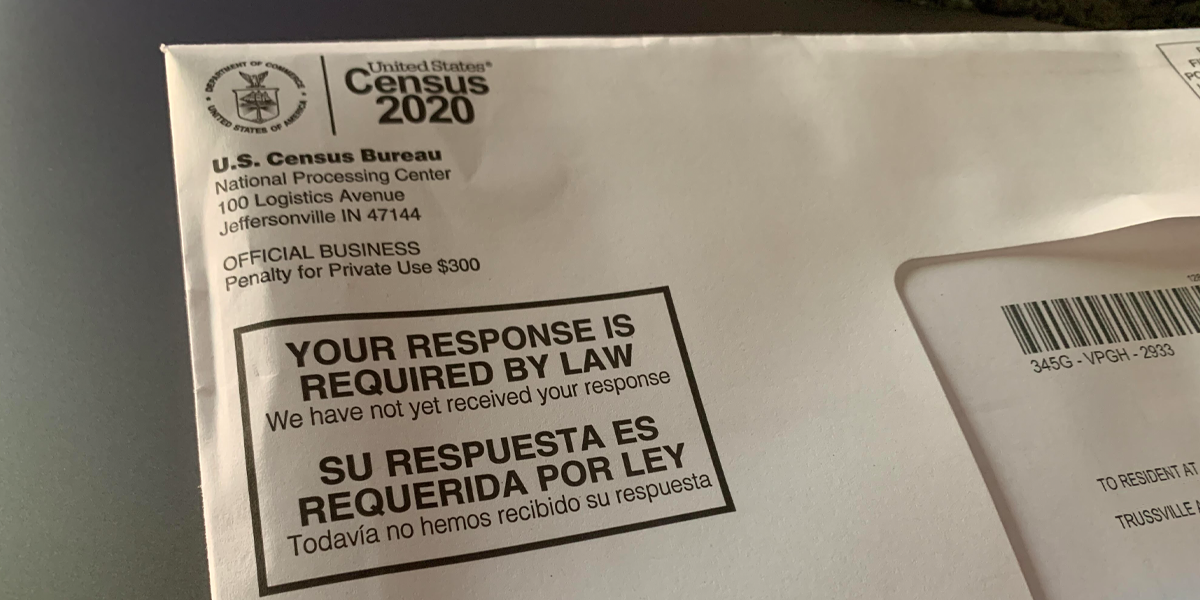 DEPARTMENT OF COMMERCE
UNITED STATES OF AMERICA
United States®
Census
2020
U.S. Census Bureau
National Processing Center
100 Logistics Avenue
Jeffersonville IN 47144
OFFICIAL BUSINESS
Penalty for Private Use $300
YOUR RESPONSE IS
REQUIRED BY LAW
We have not yet received your response
SU RESPUESTA ES
REQUERIDA POR LEY
Todavía no hemos recibido su respuesta
345G - VPGH - 2933
TO RESIDENT AT
TRUSSVILLE